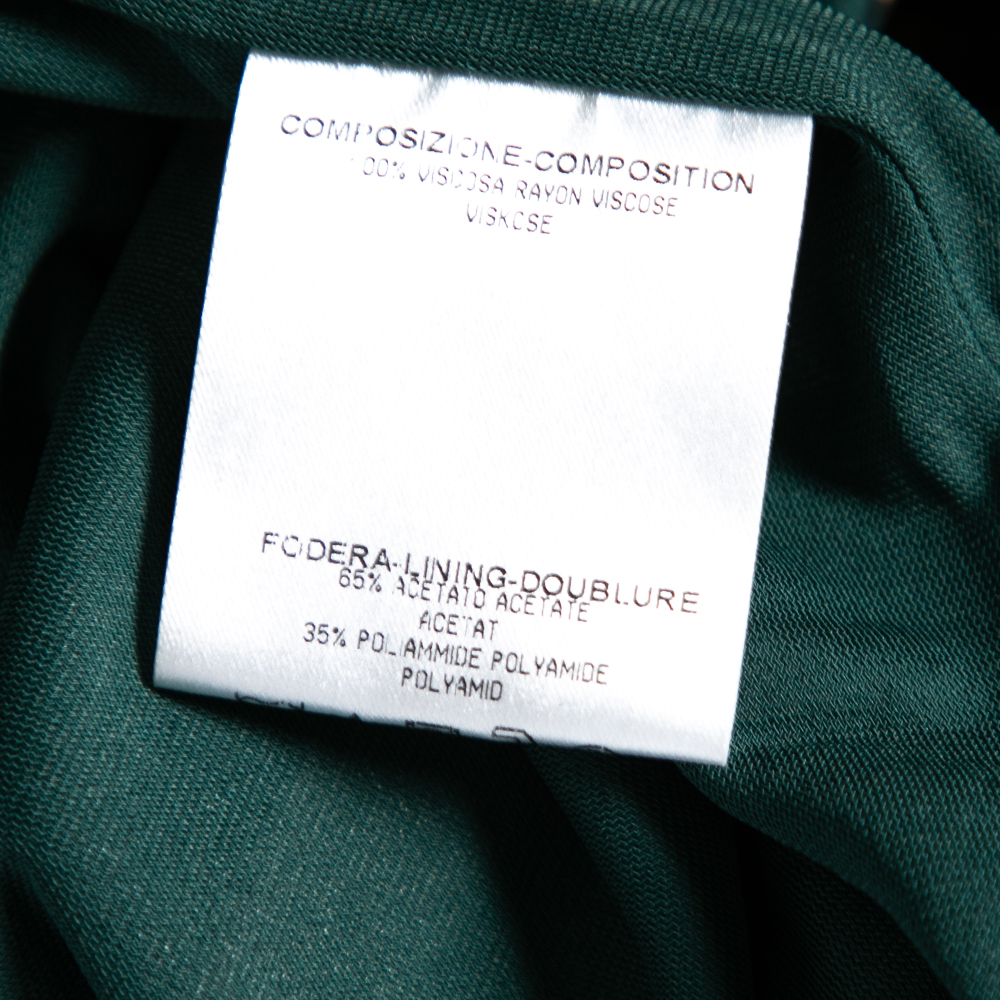 COMPOSIZIONE-COMPOSITION
100% VISCOSA RAYON VISCOSE
VISKOSE
FODERA-LINING-DOUBLURE
65% ACETATO ACETATE
ACETAT
35% POLIAMMIDE POLYAMIDE
POLYAMID